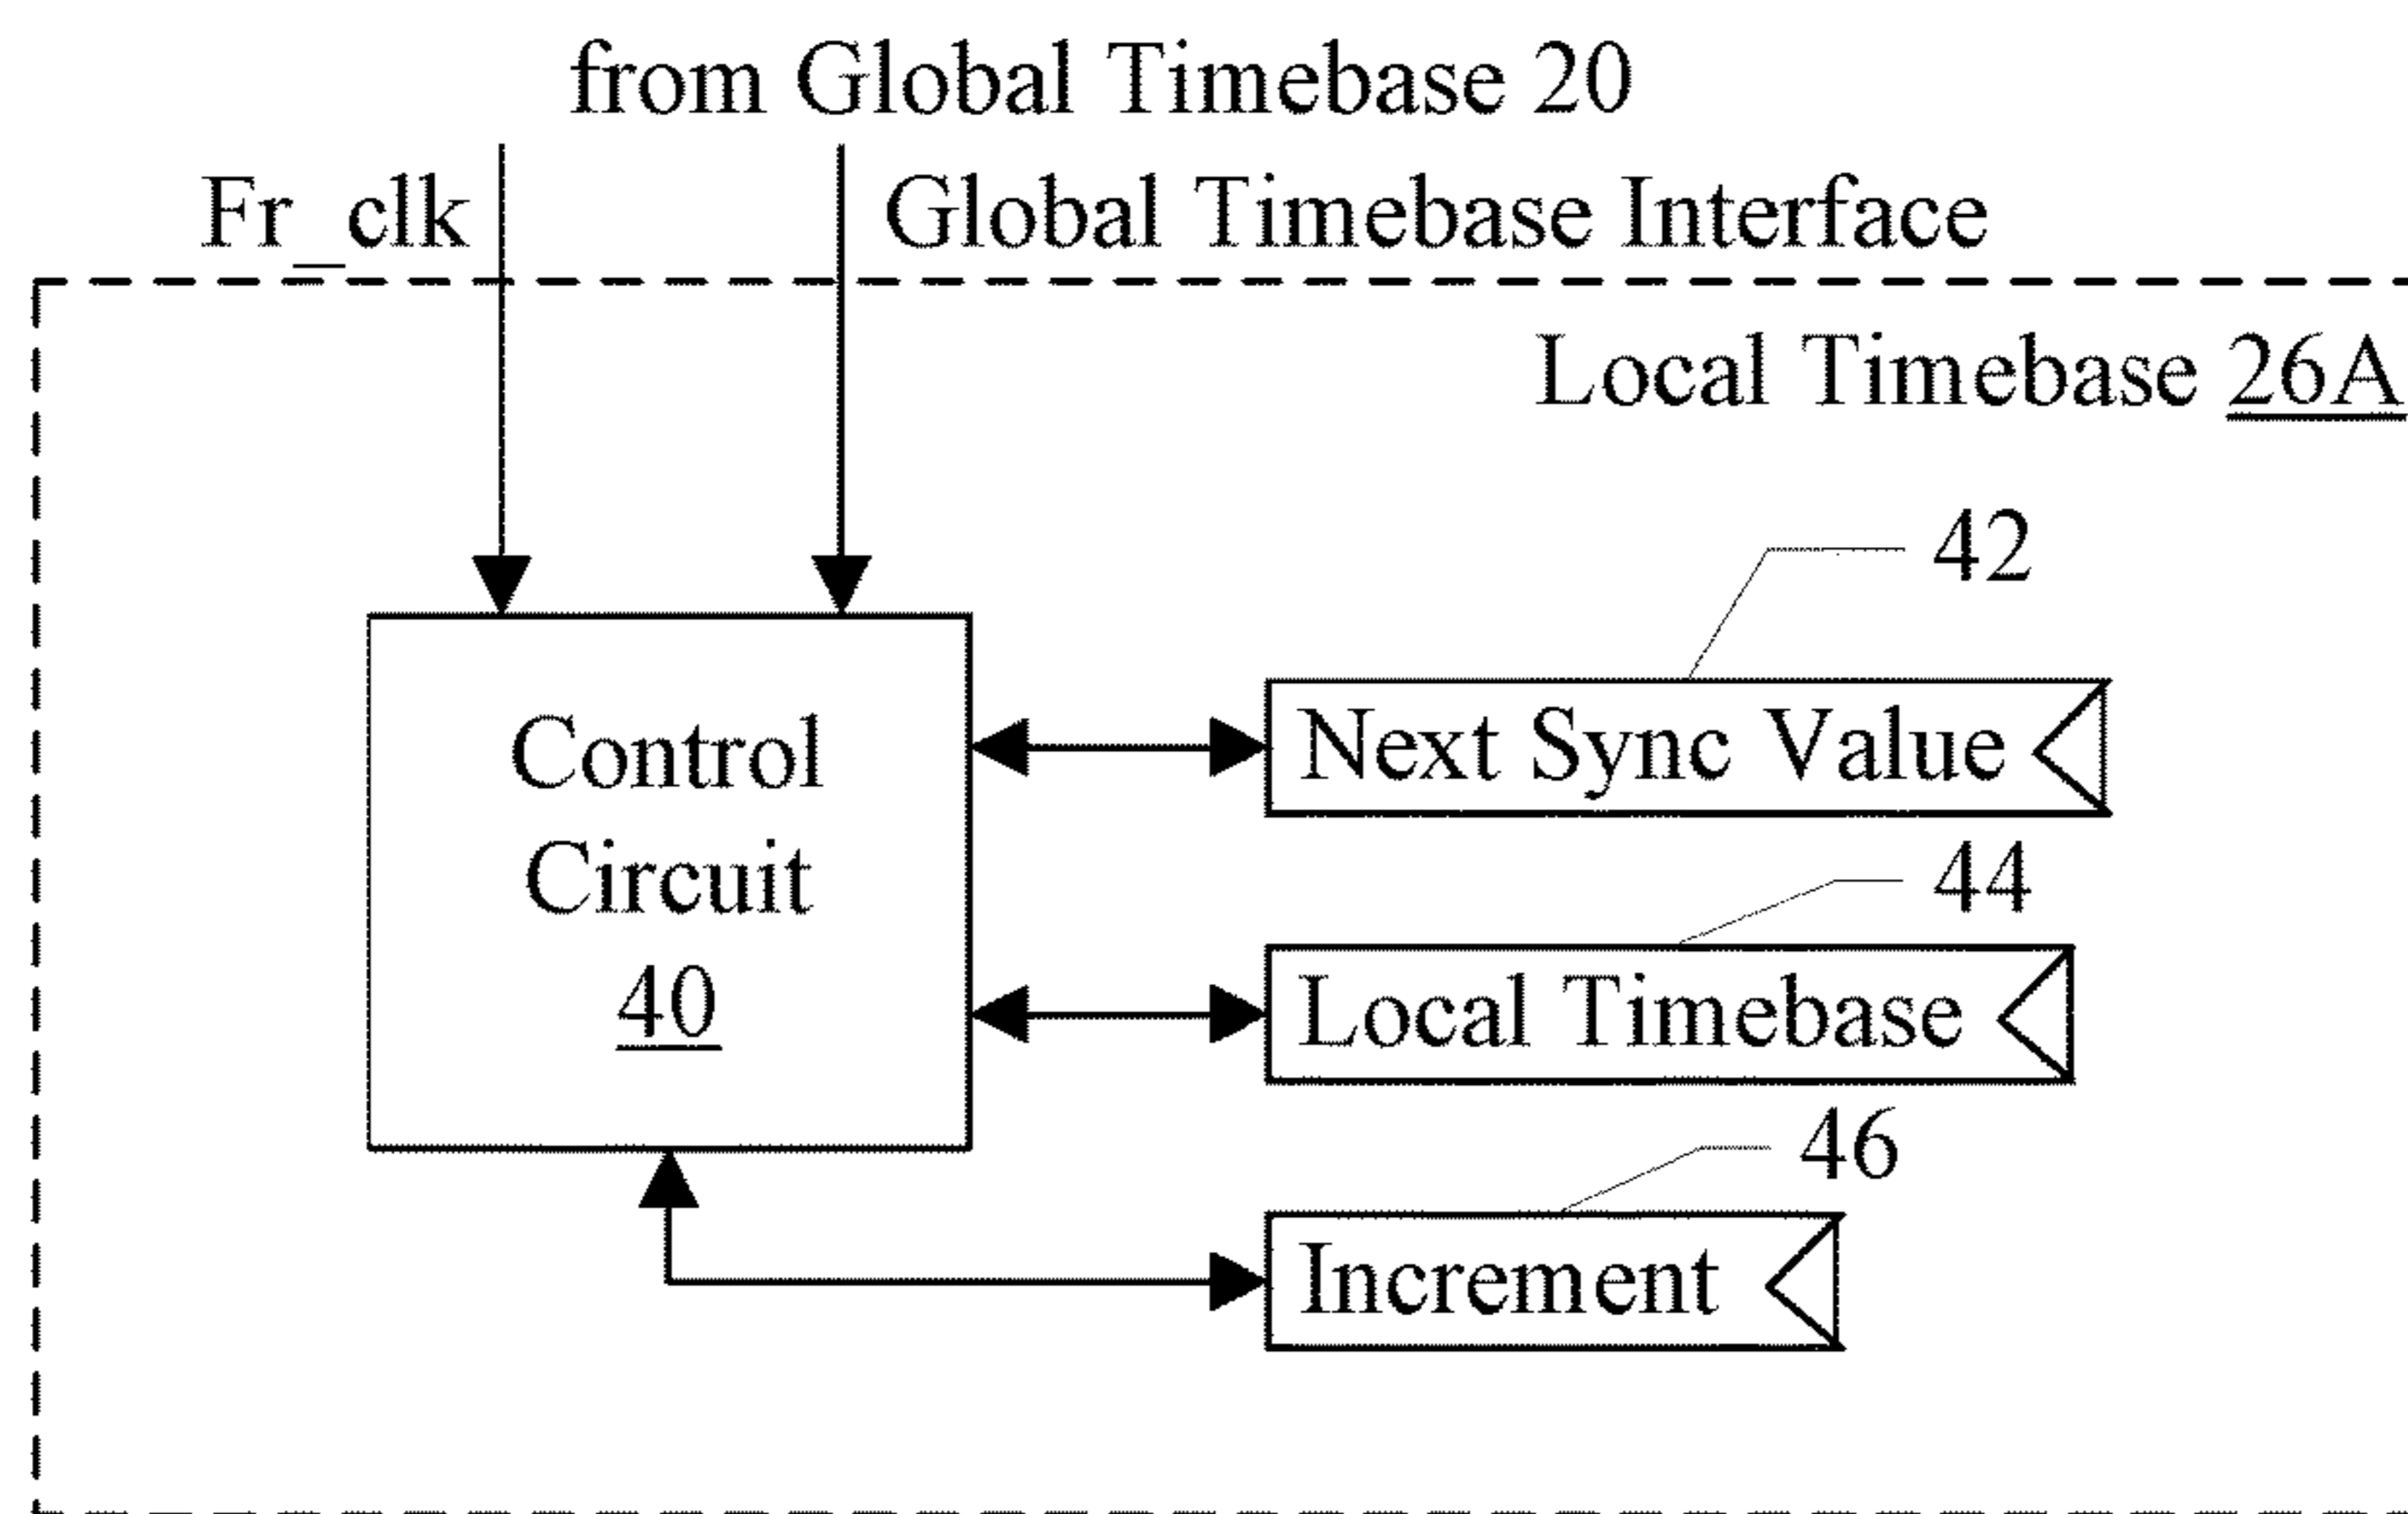 from Global Timebase 20
Fr_clk
Global Timebase Interface
Local Timebase 26A
42
Next Sync Value
Control
Circuit
40
44
Local Timebase
46
Increment